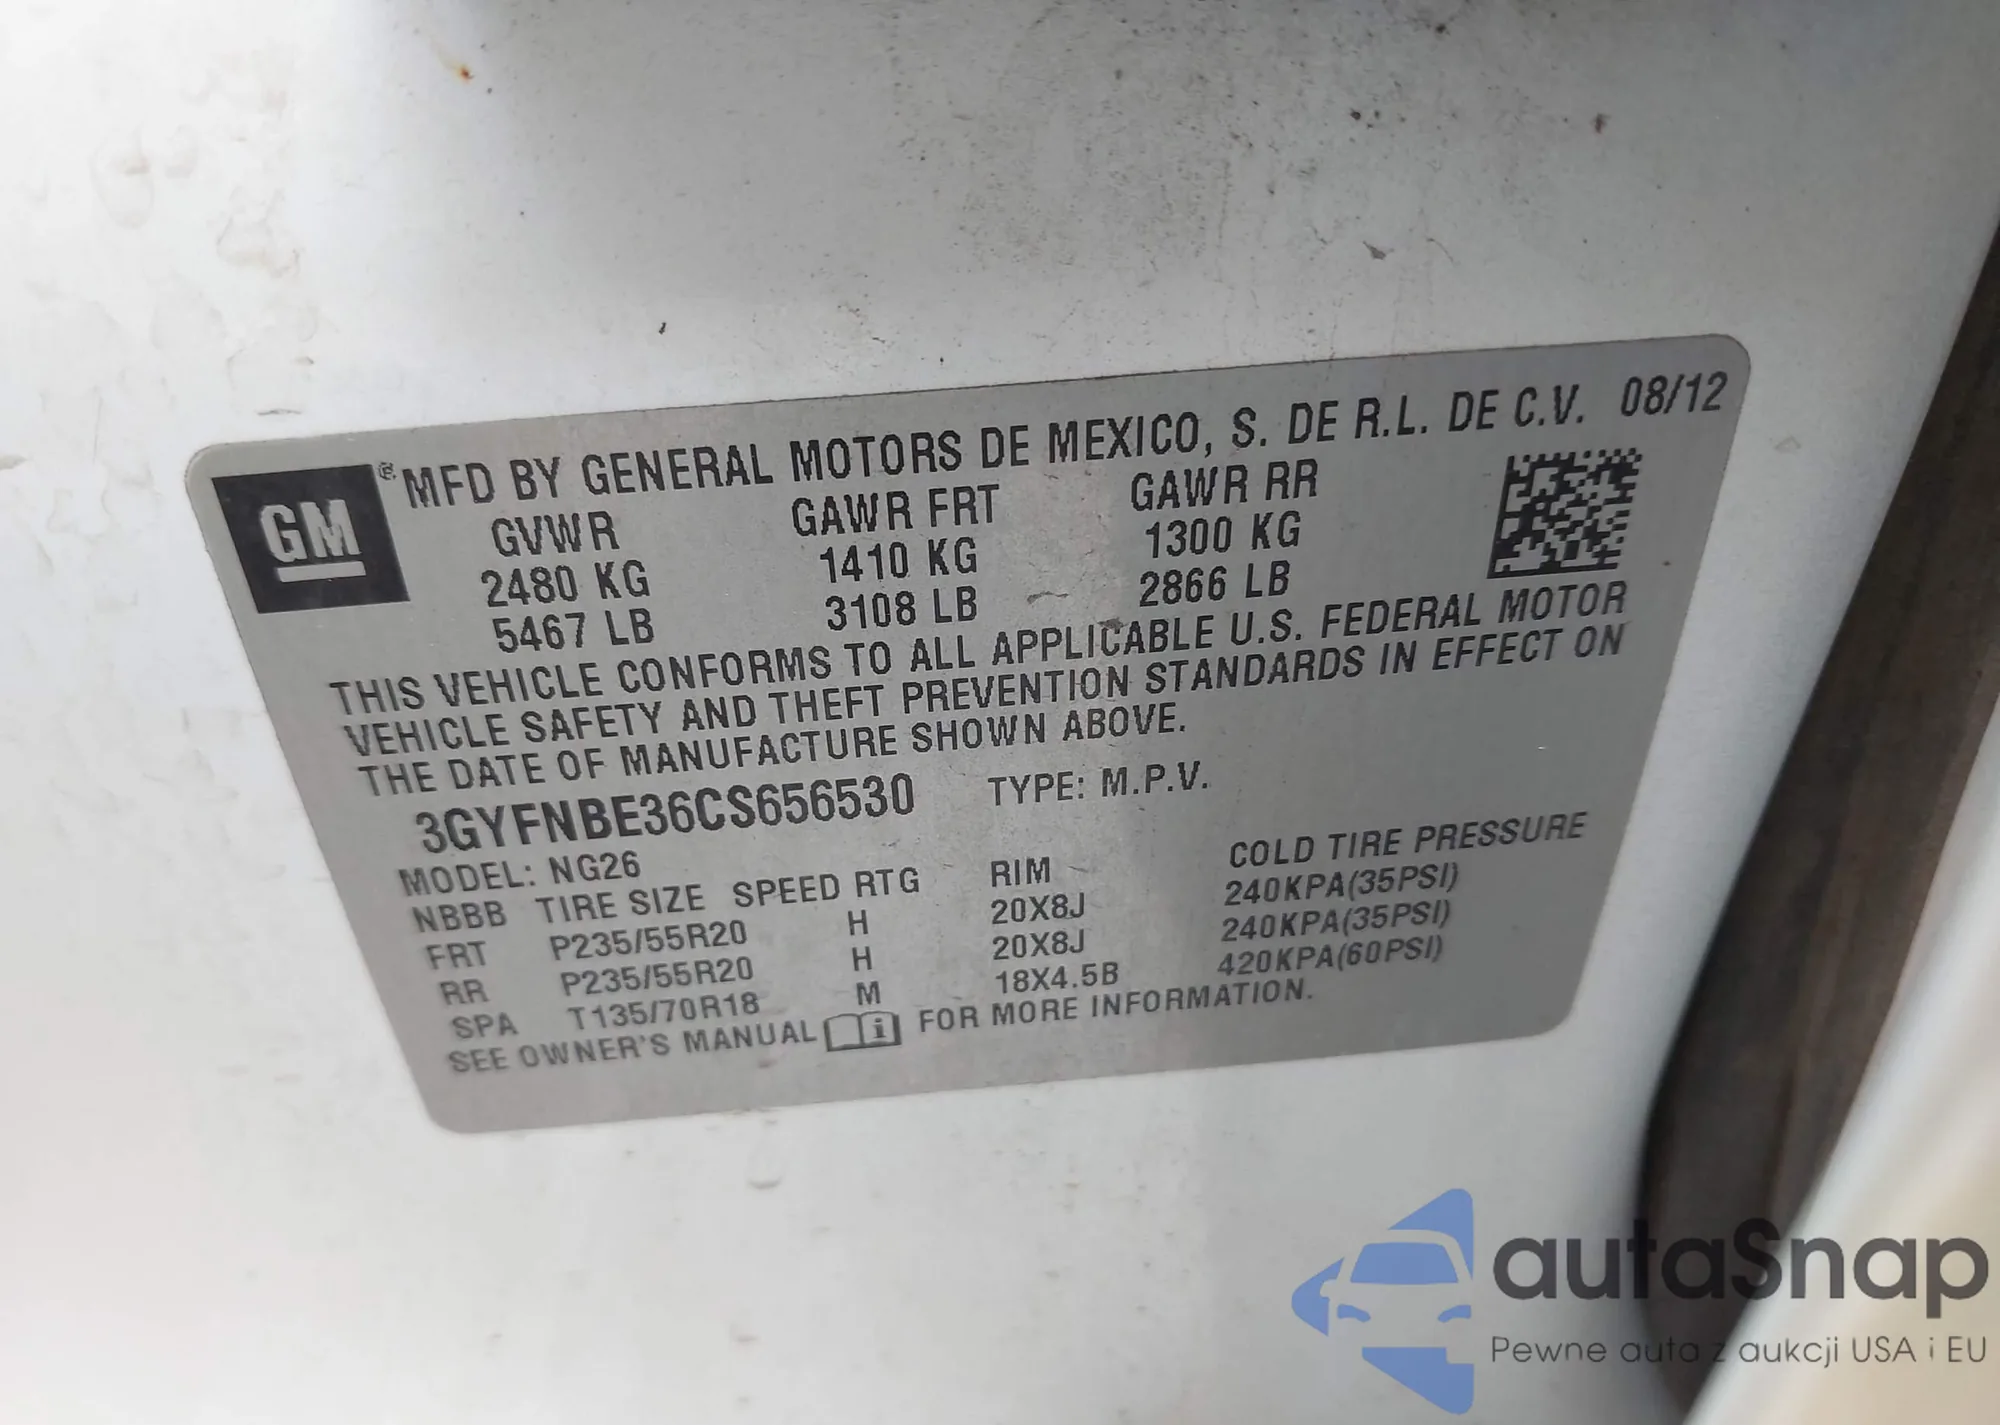 GM
® MFD BY GENERAL MOTORS DE MEXICO, S. DE R.L. DE C.V. 08/12
GVWR GAWR FRT GAWR RR
2480 KG 1410 KG 1300 KG
5467 LB 3108 LB 2866 LB
THIS VEHICLE CONFORMS TO ALL APPLICABLE U.S. FEDERAL MOTOR
VEHICLE SAFETY AND THEFT PREVENTION STANDARDS IN EFFECT ON
THE DATE OF MANUFACTURE SHOWN ABOVE.
3GYFNBE36CS656530 TYPE: M.P.V.
MODEL: NG26
NBBB TIRE SIZE SPEED RTG RIM COLD TIRE PRESSURE
FRT P235/55R20 H 20X8J 240KPA(35PSI)
RR P235/55R20 H 20X8J 240KPA(35PSI)
SPA T135/70R18 M 18X4.5B 420KPA(60PSI)
SEE OWNER'S MANUAL i FOR MORE INFORMATION.
autaSnap
Pewne auta z aukcji USA i EU